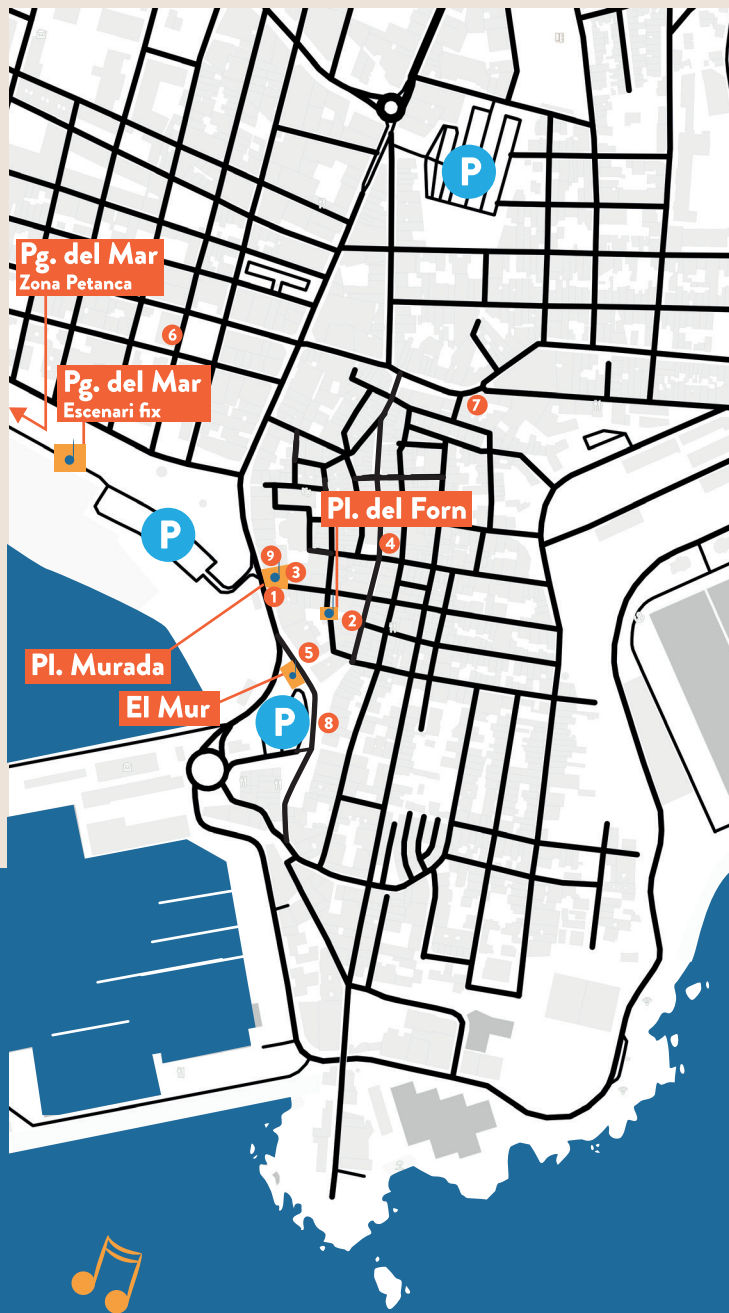 P
Pg. del Mar
Zona Petanca
6
Pg. del Mar
Escenari fix
7
Pl. del Forn
P
4
9
3
1
2
Pl. Murada
5
El Mur
P
8